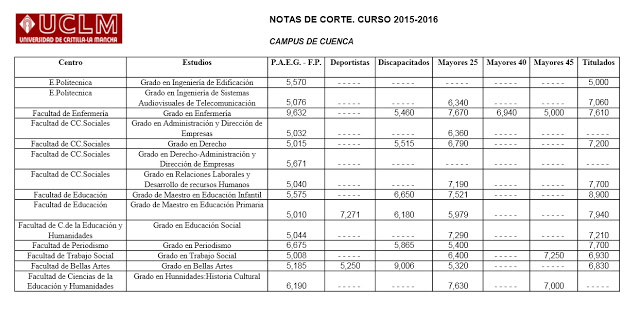 UCLM
UNIVERSIDAD DE CASTILLA-LA MANCHA
NOTAS DE CORTE. CURSO 2015-2016
CAMPUS DE CUENCA
Centro Estudios P.A.E.G. - F.P. Deportistas Discapacitados Mayores 25 Mayores 40 Mayores 45 Titulados
E.Politecnica Grado en Ingeniería de Edificación 5,570 - - - - - - - - - - - - - - - - - - - - - - - - - 5,000
E.Politecnica Grado en Ingeniería de Sistemas
Audiovisuales de Telecomunicación 5,076 - - - - - - - - - - 6,340 - - - - - - - - - - 7,060
Facultad de Enfermería Grado en Enfermería 9,632 - - - - - 5,460 7,670 6,940 5,000 7,610
Facultad de CC.Sociales Grado en Administración y Dirección de
Empresas 5,032 - - - - - - - - - - 6,360 - - - - - - - - - - - - - - -
Facultad de CC.Sociales Grado en Derecho 5,015 - - - - - 5,515 6,790 - - - - - - - - - - 7,200
Facultad de CC.Sociales Grado en Derecho-Administración y
Dirección de Empresas 5,671 - - - - - - - - - - - - - - - - - - - - - - - - - - - - - -
Facultad de CC.Sociales Grado en Relaciones Laborales y
Desarrollo de recursos Humanos 5,040 - - - - - - - - - - 7,190 - - - - - - - - - - 7,700
Facultad de Educación Grado de Maestro en Educación Infantil 5,575 - - - - - 6,650 7,521 - - - - - - - - - - 8,900
Facultad de Educación Grado de Maestro en Educación Primaria
5,010 7,271 6,180 5,979 - - - - - - - - - - 7,940
Facultad de C.de la Educación y Grado en Educación Social
Humanidades 5,044 - - - - - - - - - - 7,290 - - - - - - - - - - 7,210
Facultad de Periodismo Grado en Periodismo 6,675 - - - - - 5,865 5,400 - - - - - - - - - - 7,700
Facultad de Trabajo Social Grado en Trabajo Social 5,008 - - - - - - - - - - 6,400 - - - - - 7,250 6,930
Facultad de Bellas Artes Grado en Bellas Artes 5,185 5,250 9,006 5,320 - - - - - - - - - - 6,830
Facultad de Ciencias de la Grado en Hunnidades:Historia Cultural
Educación y Humanidades 6,190 - - - - - - - - - - 7,630 - - - - - 7,000 - - - - -